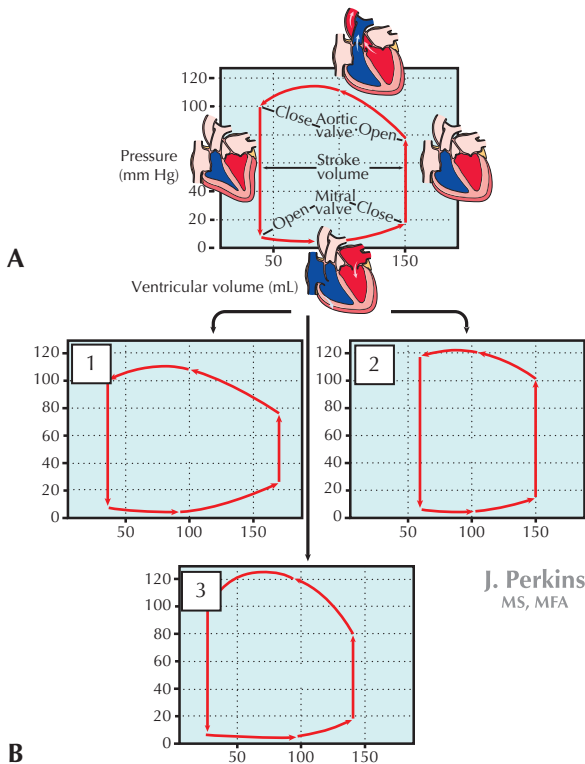 120
100
Close
Aortic
valve
Open
Pressure
(mm Hg)
Stroke
volume
40
20
0
Open
Mitral
valve
Close
50
150
A
Ventricular volume (mL)
1
120
100
80
60
40
20
0
50
100
150
2
120
100
80
60
40
20
0
50
100
150
3
120
100
80
60
40
20
0
50
100
150
J. Perkins
MS, MFA
B